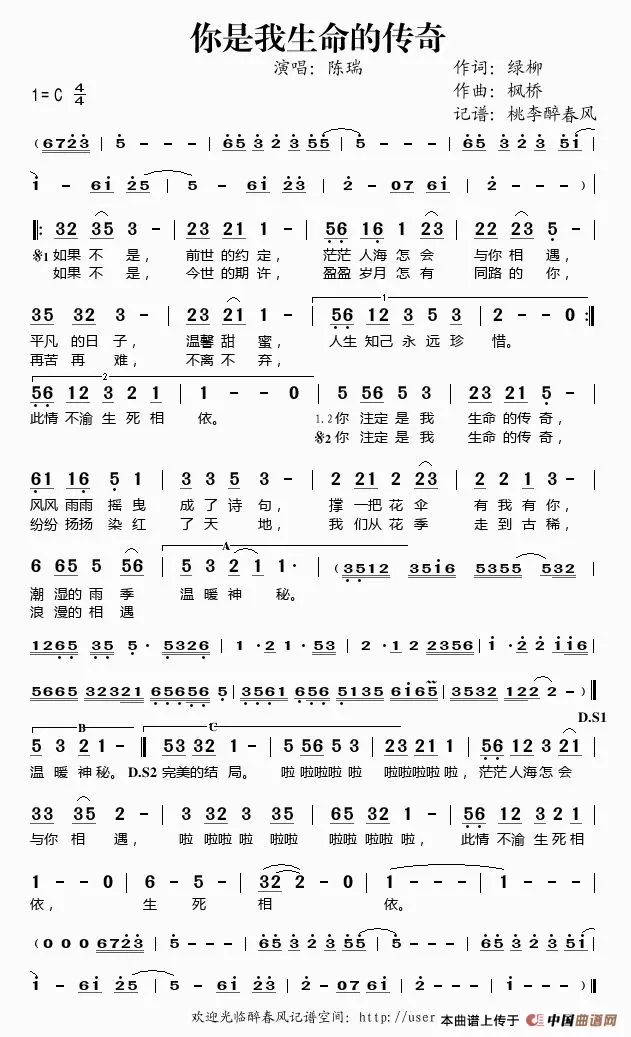 你是我生命的传奇
演唱：陈瑞 作词：绿柳
1=C 4/4 作曲：枫桥
记谱：桃李醉春风
( 6723 | 5 - - - | 65 3 2 3 55 | 5 - - - | 65 3 2 3 51 |
1 - 61 25 | 5 - 61 23 | 2 - 07 61 | 2 - - - ) |
|: 32 35 3 - | 23 21 1 - | 56 16 1 23 | 22 23 5 - |
𝄋1如果 不 是， 前世 的约 定， 茫茫 人海 怎 会 与你 相 遇，
如果 不 是， 今世 的期 许， 盈盈 岁月 怎 有 同路 的 你，
1
35 32 3 - | 23 21 1 - | 56 12 3 5 3 | 2 - - 0 :|
平凡 的日 子， 温馨 甜 蜜， 人生 知己 永 远 珍 惜。
再苦 再 难， 不离 不 弃，
2
56 12 3 2 1 | 1 - - 0 | 5 56 5 3 | 23 21 5 - |
此情 不渝 生 死 相 依。 1.2你 注定 是 我 生命 的传 奇，
𝄋2你 注定 是 我 生命 的传 奇，
61 16 5 1 | 3 3 5 3 - | 2 21 2 23 | 2 2 1 3 - |
风风 雨雨 摇 曳 成 了 诗 句， 撑 一把 花 伞 有 我 有 你，
纷纷 扬扬 染 红 了 天 地， 我 们从 花 季 走 到 古 稀，
A
6 65 5 56 | 5 3 2 1 1· | ( 3512 3516 5355 5532 |
潮 湿的 雨 季 温 暖 神 秘。
浪 漫的 相 遇
1265 35 5· 5326 | 1 ·2 1 53 | 2 ·1 2 2356 | 1 ·2 116 |
5665 32321 565656 5 | 3561 656 5135 6165 | 3532 122 2 - ) ||
D.S1
B C
5 3 2 1 - || 53 32 1 - | 5 56 5 3 | 23 21 1 - | 56 12 3 21 |
温 暖 神 秘。 D.S2 完美 的结 局。 啦 啦啦 啦 啦 啦啦 啦啦 啦， 茫茫 人海 怎 会
33 35 2 - | 3 32 3 35 | 65 32 1 - | 56 12 3 2 1 |
与你 相 遇， 啦 啦啦 啦 啦啦 啦啦 啦啦 啦， 此情 不渝 生 死 相
1 - - 0 | 6 - 5 - | 32 2 - 0 | 1 - - - | 1 - - - |
依， 生 死 相 依。
( 0 0 0 6723 | 5 - - - | 65 3 2 3 55 | 5 - - - | 65 3 2 3 51 |
1 - 61 25 | 5 - 61 23 | 2 - 07 61 | 2 - - - ) ||
欢迎光临醉春风记谱空间：http://user 本曲谱上传于 中国曲谱网